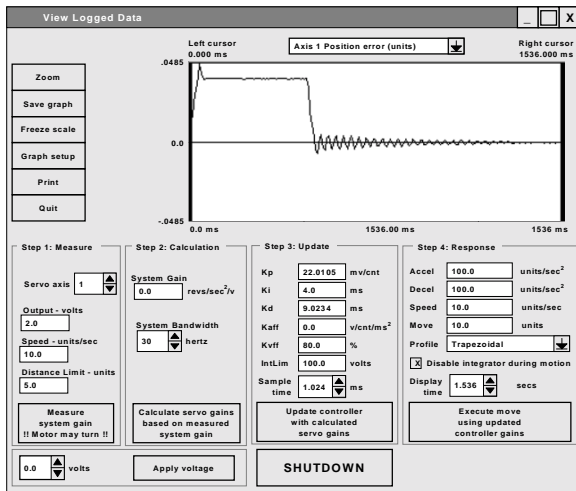 View Logged Data
_ X
Left cursor
0.000 ms
Axis 1 Position error (units)
Right cursor
1536.000 ms
Zoom
Save graph
Freeze scale
Graph setup
Print
Quit
.0485
0.0
-.0485
0.0 ms
1536.00 ms
1536 ms
Step 1: Measure
Servo axis 1
Output - volts
2.0
Speed - units/sec
10.0
Distance Limit - units
5.0
Measure
system gain
!! Motor may turn !!
Step 2: Calculation
System Gain
0.0 revs/sec²/v
System Bandwidth
30 hertz
Calculate servo gains
based on measured
system gain
Step 3: Update
Kp 22.0105 mv/cnt
Ki 4.0 ms
Kd 9.0234 ms
Kaff 0.0 v/cnt/ms²
Kvff 80.0 %
IntLim 100.0 volts
Sample
time 1.024 ms
Update controller
with calculated
servo gains
Step 4: Response
Accel 100.0 units/sec²
Decel 100.0 units/sec²
Speed 10.0 units/sec
Move 10.0 units
Profile Trapezoidal
X Disable integrator during motion
Display
time 1.536 secs
Execute move
using updated
controller gains
0.0 volts
Apply voltage
SHUTDOWN